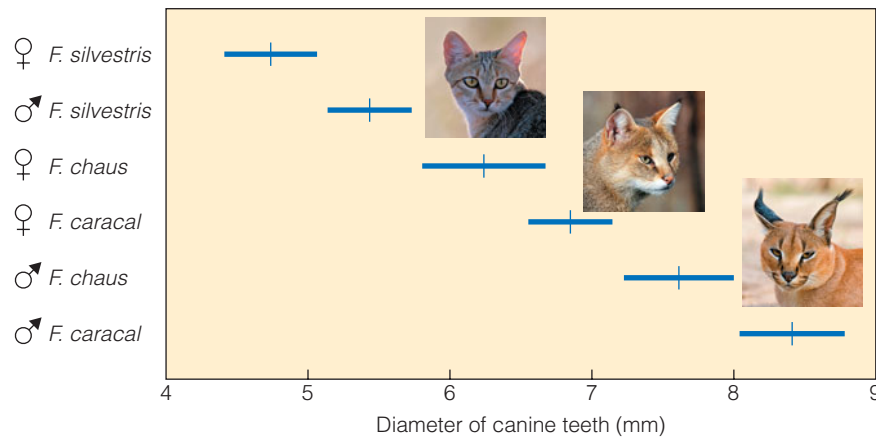 ♀ F. silvestris
♂ F. silvestris
♀ F. chaus
♀ F. caracal
♂ F. chaus
♂ F. caracal
4 5 6 7 8 9
Diameter of canine teeth (mm)